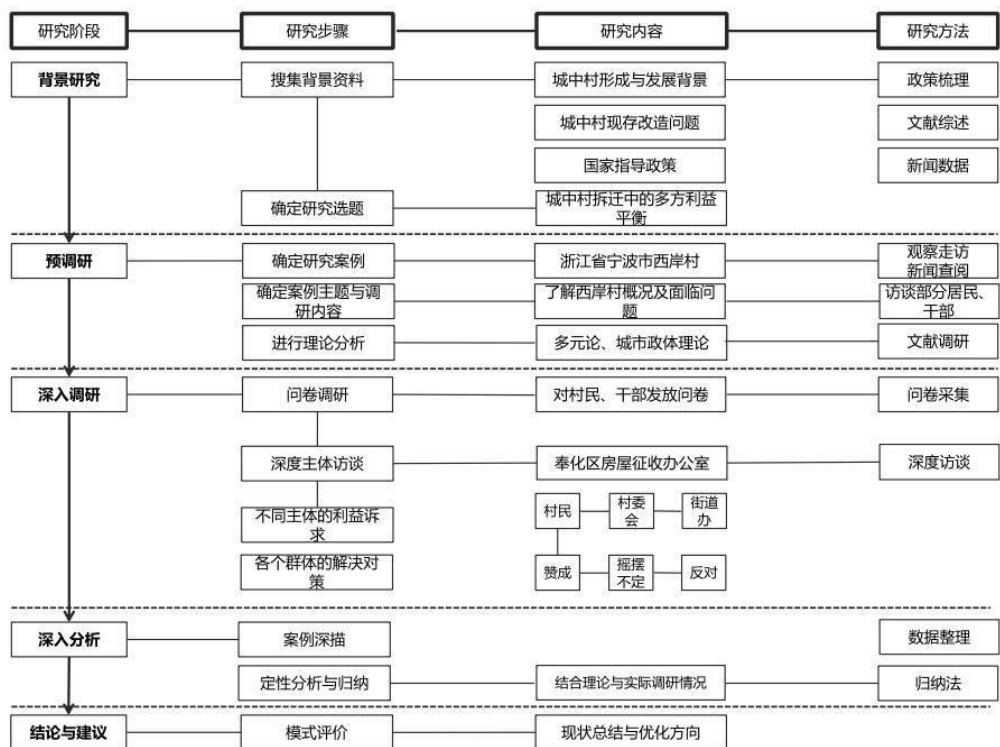 研究阶段
研究步骤
研究内容
研究方法
背景研究
搜集背景资料
城中村形成与发展背景
政策梳理
城中村现存改造问题
文献综述
国家指导政策
新闻数据
确定研究选题
城中村拆迁中的多方利益
平衡
预调研
确定研究案例
浙江省宁波市西岸村
观察走访
新闻查阅
确定案例主题与调
研内容
了解西岸村概况及面临问
题
访谈部分居民、
干部
进行理论分析
多元论、城市政体理论
文献调研
深入调研
问卷调研
对村民、干部发放问卷
问卷采集
深度主体访谈
奉化区房屋征收办公室
深度访谈
不同主体的利益诉
求
村民
村委
会
街道
办
各个群体的解决对
策
赞成
摇摆
不定
反对
深入分析
案例深描
数据整理
定性分析与归纳
结合理论与实际调研情况
归纳法
结论与建议
模式评价
现状总结与优化方向